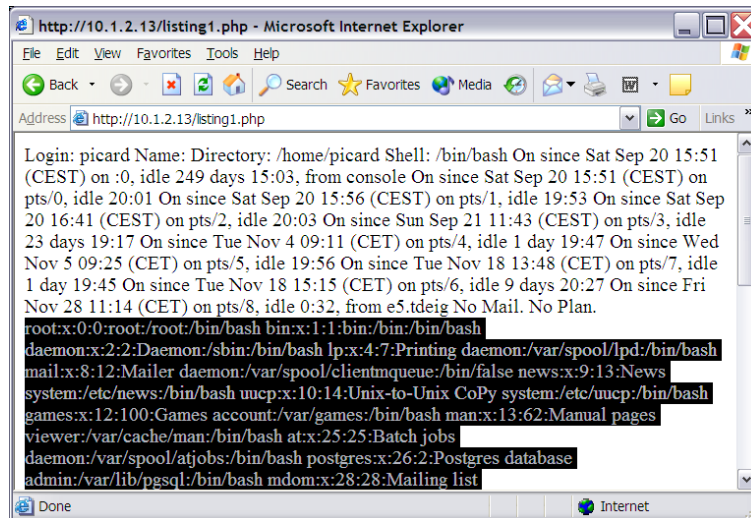 http://10.1.2.13/listing1.php - Microsoft Internet Explorer
File Edit View Favorites Tools Help
Back Search Favorites Media
Address http://10.1.2.13/listing1.php Go Links »
Login: picard Name: Directory: /home/picard Shell: /bin/bash On since Sat Sep 20 15:51
(CEST) on :0, idle 249 days 15:03, from console On since Sat Sep 20 15:51 (CEST) on
pts/0, idle 20:01 On since Sat Sep 20 15:56 (CEST) on pts/1, idle 19:53 On since Sat Sep
20 16:41 (CEST) on pts/2, idle 20:03 On since Sun Sep 21 11:43 (CEST) on pts/3, idle
23 days 19:17 On since Tue Nov 4 09:11 (CET) on pts/4, idle 1 day 19:47 On since Wed
Nov 5 09:25 (CET) on pts/5, idle 19:56 On since Tue Nov 18 13:48 (CET) on pts/7, idle
1 day 19:45 On since Tue Nov 18 15:15 (CET) on pts/6, idle 9 days 20:27 On since Fri
Nov 28 11:14 (CET) on pts/8, idle 0:32, from e5.tdeig No Mail. No Plan.
root:x:0:0:root:/root:/bin/bash bin:x:1:1:bin:/bin:/bin/bash
daemon:x:2:2:Daemon:/sbin:/bin/bash lp:x:4:7:Printing daemon:/var/spool/lpd:/bin/bash
mail:x:8:12:Mailer daemon:/var/spool/clientmqueue:/bin/false news:x:9:13:News
system:/etc/news:/bin/bash uucp:x:10:14:Unix-to-Unix CoPy system:/etc/uucp:/bin/bash
games:x:12:100:Games account:/var/games:/bin/bash man:x:13:62:Manual pages
viewer:/var/cache/man:/bin/bash at:x:25:25:Batch jobs
daemon:/var/spool/atjobs:/bin/bash postgres:x:26:2:Postgres database
admin:/var/lib/pgsql:/bin/bash mdom:x:28:28:Mailing list
Done Internet